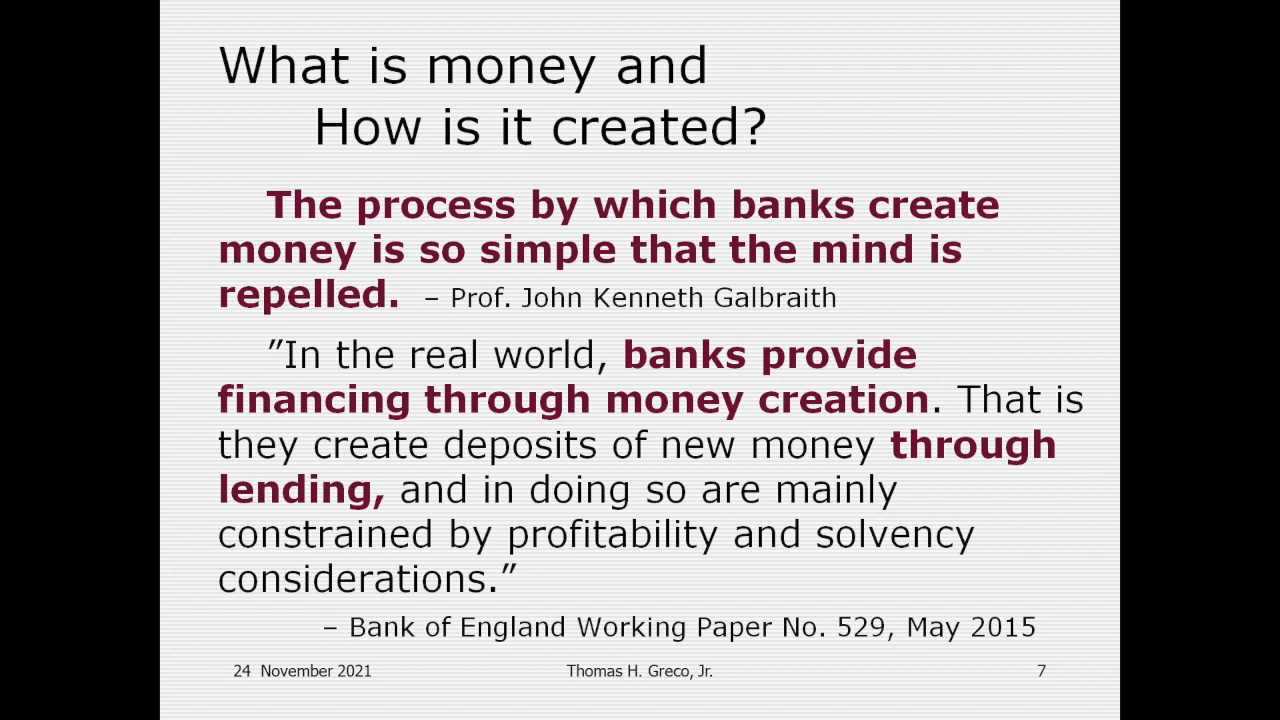 What is money and
How is it created?
The process by which banks create
money is so simple that the mind is
repelled. – Prof. John Kenneth Galbraith
”In the real world, banks provide
financing through money creation. That is
they create deposits of new money through
lending, and in doing so are mainly
constrained by profitability and solvency
considerations.”
– Bank of England Working Paper No. 529, May 2015
24 November 2021 Thomas H. Greco, Jr. 7